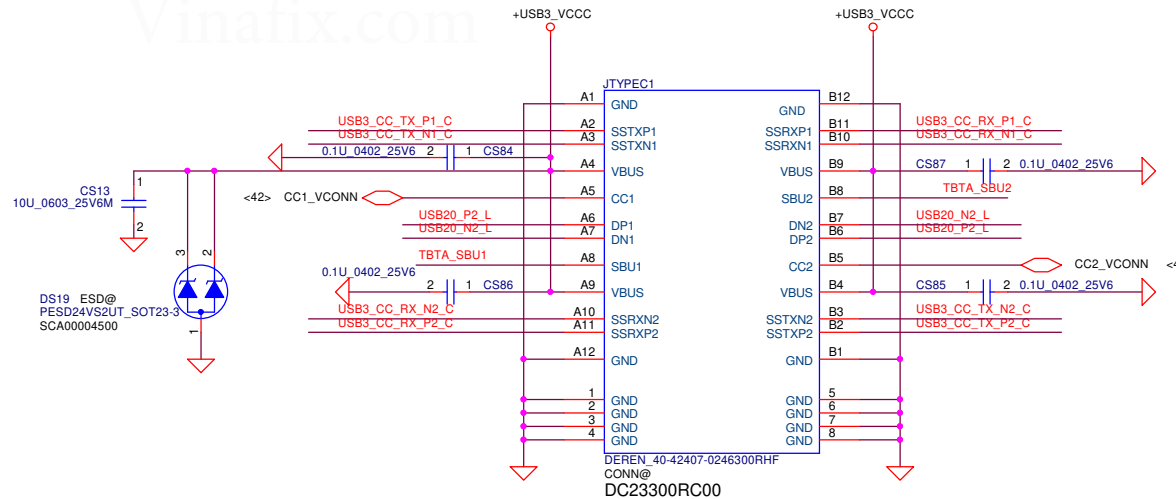 Vinafix.com
+USB3_VCCC
+USB3_VCCC
JTYPEC1
A1 GND GND B12
USB3_CC_TX_P1_C A2 SSTXP1 SSRXP1 B11 USB3_CC_RX_P1_C
USB3_CC_TX_N1_C A3 SSTXN1 SSRXN1 B10 USB3_CC_RX_N1_C
0.1U_0402_25V6 2 1 CS84
A4 VBUS VBUS B9 CS87 1 2 0.1U_0402_25V6
CS13 1
10U_0603_25V6M
2
<42> CC1_VCONN A5 CC1 SBU2 B8 TBTA_SBU2
USB20_P2_L A6 DP1 DN2 B7 USB20_N2_L
USB20_N2_L A7 DN1 DP2 B6 USB20_P2_L
TBTA_SBU1 A8 SBU1 CC2 B5 CC2_VCONN <4
0.1U_0402_25V6 2 1 CS86
A9 VBUS VBUS B4 CS85 1 2 0.1U_0402_25V6
3 2
DS19 ESD@
PESD24VS2UT_SOT23-3
SCA00004500
1
USB3_CC_RX_N2_C A10 SSRXN2 SSTXN2 B3 USB3_CC_TX_N2_C
USB3_CC_RX_P2_C A11 SSRXP2 SSTXP2 B2 USB3_CC_TX_P2_C
A12 GND GND B1
1 GND GND 5
2 GND GND 6
3 GND GND 7
4 GND GND 8
DEREN_40-42407-0246300RHF
CONN@
DC23300RC00